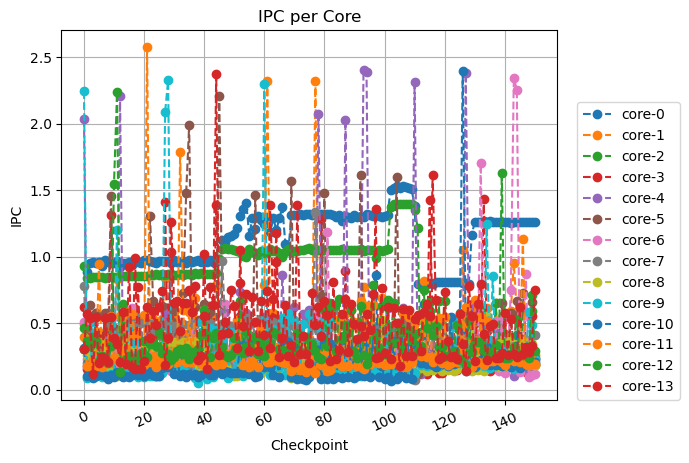 IPC per Core
IPC
2.5
2.0
1.5
1.0
0.5
0.0
0
20
40
60
80
100
120
140
Checkpoint
core-0
core-1
core-2
core-3
core-4
core-5
core-6
core-7
core-8
core-9
core-10
core-11
core-12
core-13